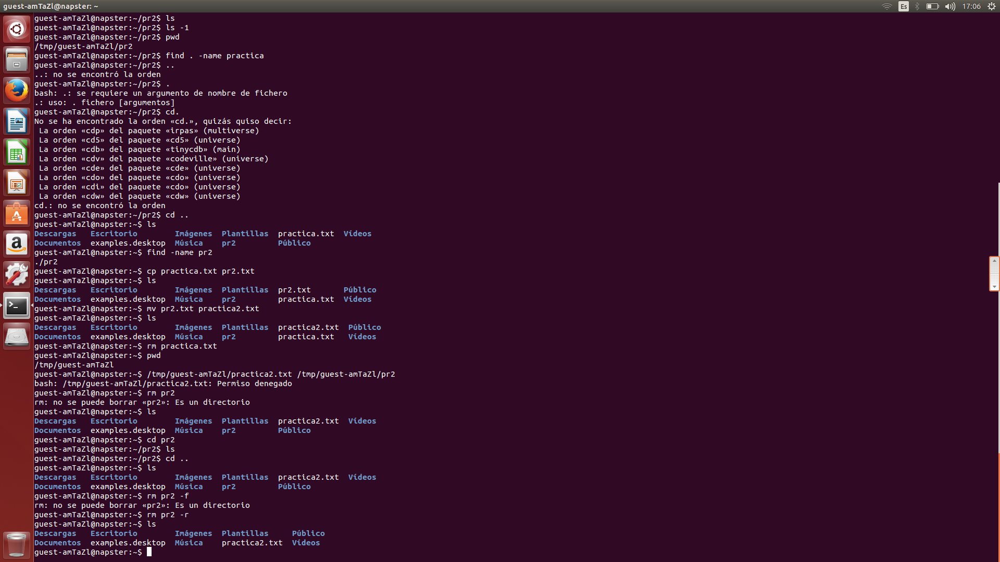 guest-amTaZl@napster: ~
Es
17:06
guest-amTaZl@napster:~/pr2$ ls
guest-amTaZl@napster:~/pr2$ ls -1
guest-amTaZl@napster:~/pr2$ pwd
/tmp/guest-amTaZl/pr2
guest-amTaZl@napster:~/pr2$ find . -name practica
guest-amTaZl@napster:~/pr2$ ..
..: no se encontró la orden
guest-amTaZl@napster:~/pr2$ .
bash: .: se requiere un argumento de nombre de fichero
.: uso: . fichero [argumentos]
guest-amTaZl@napster:~/pr2$ cd.
No se ha encontrado la orden «cd.», quizás quiso decir:
 La orden «cdp» del paquete «irpas» (multiverse)
 La orden «cd5» del paquete «cd5» (universe)
 La orden «cdb» del paquete «tinycdb» (main)
 La orden «cdv» del paquete «codeville» (universe)
 La orden «cde» del paquete «cde» (universe)
 La orden «cdo» del paquete «cdo» (universe)
 La orden «cdi» del paquete «cdo» (universe)
 La orden «cdw» del paquete «cdw» (universe)
cd.: no se encontró la orden
guest-amTaZl@napster:~/pr2$ cd ..
guest-amTaZl@napster:~$ ls
Descargas   Escritorio        Imágenes  Plantillas  practica.txt  Vídeos
Documentos  examples.desktop  Música    pr2         Público
guest-amTaZl@napster:~$ find -name pr2
./pr2
guest-amTaZl@napster:~$ cp practica.txt pr2.txt
guest-amTaZl@napster:~$ ls
Descargas   Escritorio        Imágenes  Plantillas  pr2.txt       Público
Documentos  examples.desktop  Música    pr2         practica.txt  Vídeos
guest-amTaZl@napster:~$ mv pr2.txt practica2.txt
guest-amTaZl@napster:~$ ls
Descargas   Escritorio        Imágenes  Plantillas  practica2.txt  Público
Documentos  examples.desktop  Música    pr2         practica.txt   Vídeos
guest-amTaZl@napster:~$ rm practica.txt
guest-amTaZl@napster:~$ pwd
/tmp/guest-amTaZl
guest-amTaZl@napster:~$ /tmp/guest-amTaZl/practica2.txt /tmp/guest-amTaZl/pr2
bash: /tmp/guest-amTaZl/practica2.txt: Permiso denegado
guest-amTaZl@napster:~$ rm pr2
rm: no se puede borrar «pr2»: Es un directorio
guest-amTaZl@napster:~$ ls
Descargas   Escritorio        Imágenes  Plantillas  practica2.txt  Vídeos
Documentos  examples.desktop  Música    pr2         Público
guest-amTaZl@napster:~$ cd pr2
guest-amTaZl@napster:~/pr2$ ls
guest-amTaZl@napster:~/pr2$ cd ..
guest-amTaZl@napster:~$ ls
Descargas   Escritorio        Imágenes  Plantillas  practica2.txt  Vídeos
Documentos  examples.desktop  Música    pr2         Público
guest-amTaZl@napster:~$ rm pr2 -f
rm: no se puede borrar «pr2»: Es un directorio
guest-amTaZl@napster:~$ rm pr2 -r
guest-amTaZl@napster:~$ ls
Descargas   Escritorio        Imágenes  Plantillas     Público
Documentos  examples.desktop  Música    practica2.txt  Vídeos
guest-amTaZl@napster:~$